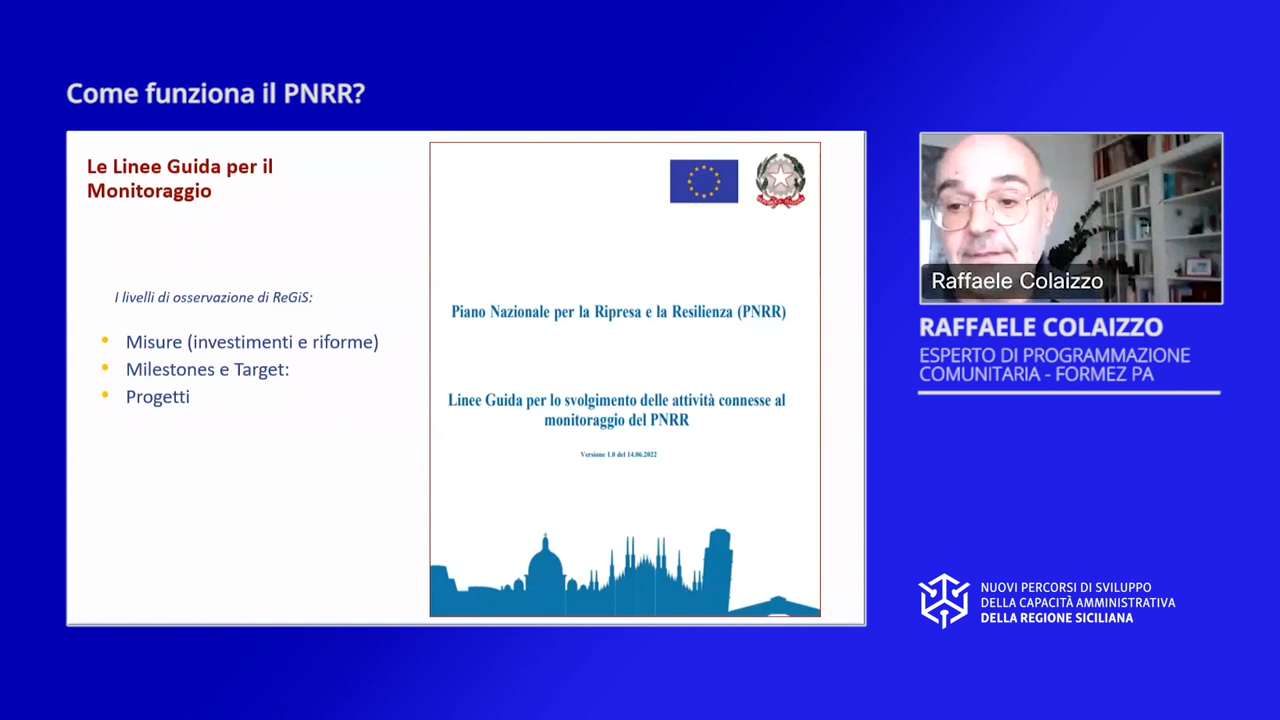 Come funziona il PNRR?
Le Linee Guida per il
Monitoraggio
I livelli di osservazione di ReGiS:
• Misure (investimenti e riforme)
• Milestones e Target:
• Progetti
Piano Nazionale per la Ripresa e la Resilienza (PNRR)
Linee Guida per lo svolgimento delle attività connesse al
monitoraggio del PNRR
Versione 1.0 del 14.06.2022
Raffaele Colaizzo
RAFFAELE COLAIZZO
ESPERTO DI PROGRAMMAZIONE
COMUNITARIA - FORMEZ PA
NUOVI PERCORSI DI SVILUPPO
DELLA CAPACITÀ AMMINISTRATIVA
DELLA REGIONE SICILIANA